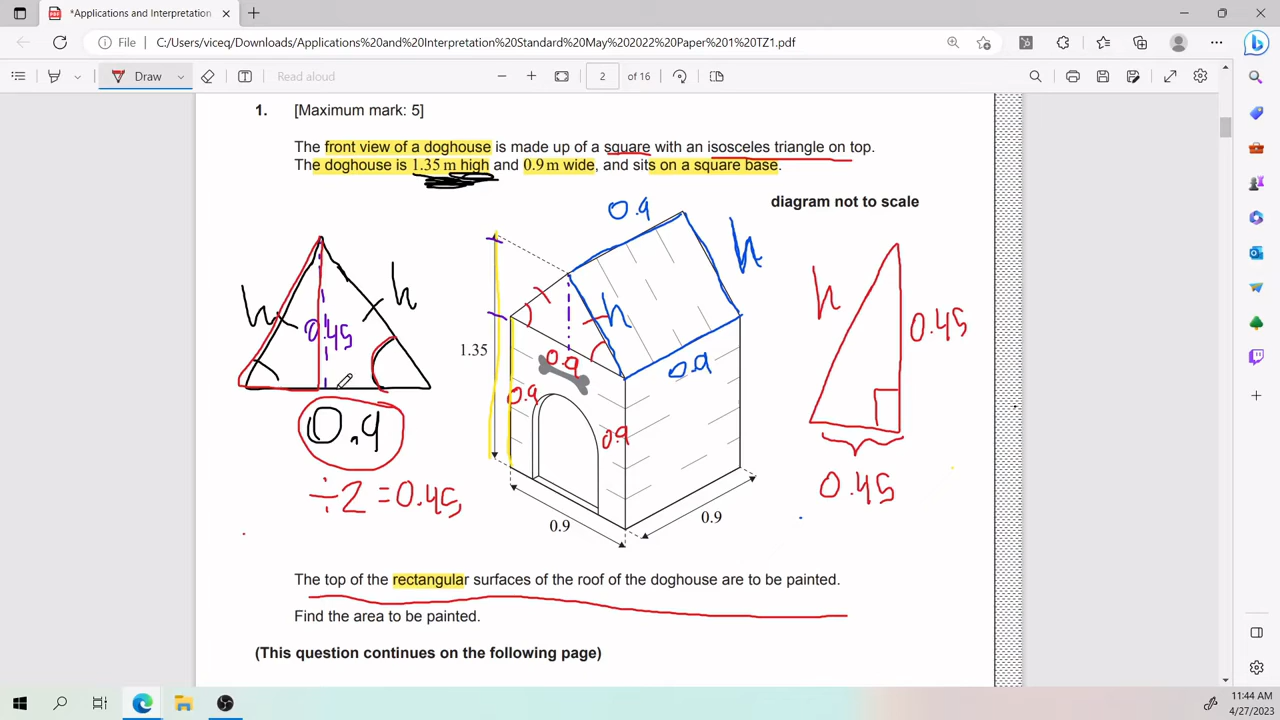 *Applications and Interpretation
File
C:/Users/viceq/Downloads/Applications%20and%20Interpretation%20Standard%20May%202022%20Paper%201%20TZ1.pdf
Draw
Read aloud
2
of 16
1.
[Maximum mark: 5]
The front view of a doghouse is made up of a square with an isosceles triangle on top.
The doghouse is 1.35 m high and 0.9 m wide, and sits on a square base.
diagram not to scale
0.9
h
h
h
0.45
h
h
0.45
1.35
0.9
0.9
0.9
0.9
0.9
÷2 = 0.45
0.45
0.9
0.9
The top of the rectangular surfaces of the roof of the doghouse are to be painted.
Find the area to be painted.
(This question continues on the following page)
11:44 AM
4/27/2023